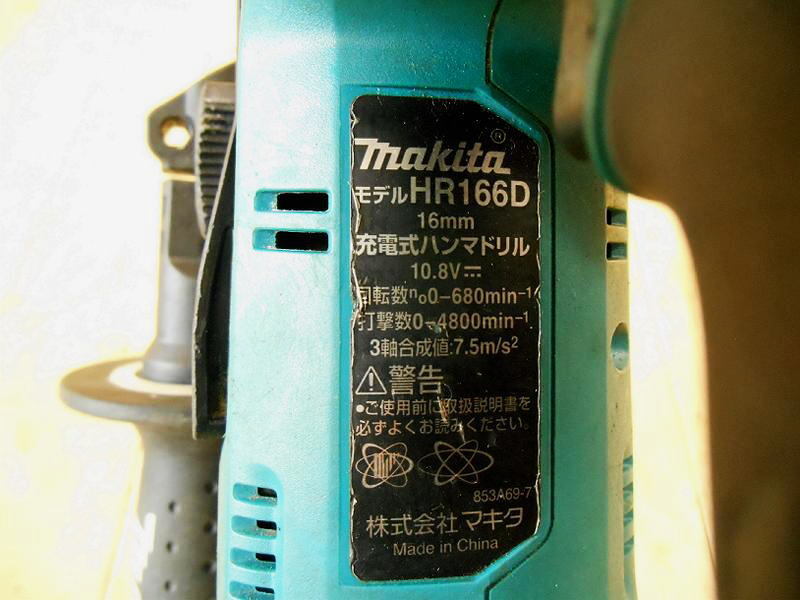 makita®
モデルHR166D
16mm
充電式ハンマドリル
10.8V⎓
回転数n₀0-680min⁻¹
打撃数0-4800min⁻¹
3軸合成値:7.5m/s²
⚠警告
●ご使用前に取扱説明書を
必ずよくお読みください。
853A69-7
株式会社 マキタ
Made in China